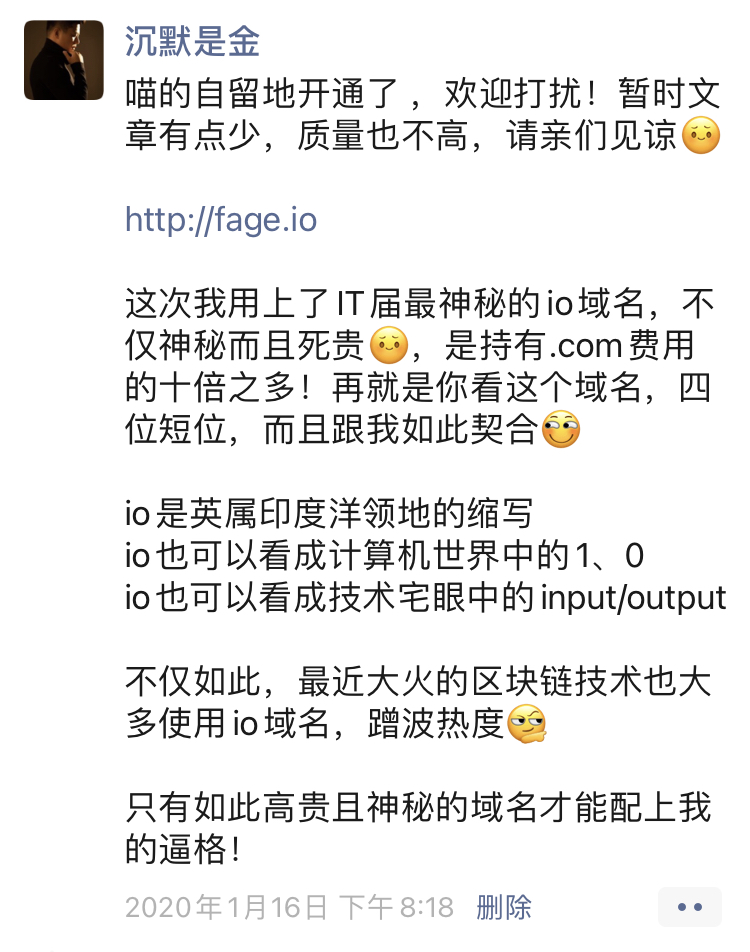 沉默是金
喵的自留地开通了，欢迎打扰！暂时文
章有点少，质量也不高，请亲们见谅🥺
http://fage.io
这次我用上了IT届最神秘的io域名，不
仅神秘而且死贵🥺，是持有.com费用
的十倍之多！再就是你看这个域名，四
位短位，而且跟我如此契合
io是英属印度洋领地的缩写
io也可以看成计算机世界中的1、0
io也可以看成技术宅眼中的input/output
不仅如此，最近大火的区块链技术也大
多使用io域名，蹭波热度
只有如此高贵且神秘的域名才能配上我
的逼格！
2020年1月16日 下午8:18 删除